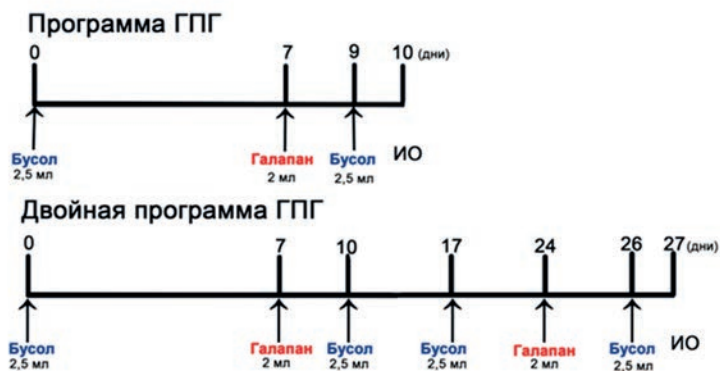 Программа ГПГ
0 7 9 10 (дни)
Бусол Галапан Бусол ИО
2,5 мл 2 мл 2,5 мл
Двойная программа ГПГ
0 7 10 17 24 26 27 (дни)
Бусол Галапан Бусол Бусол Галапан Бусол ИО
2,5 мл 2 мл 2,5 мл 2,5 мл 2 мл 2,5 мл